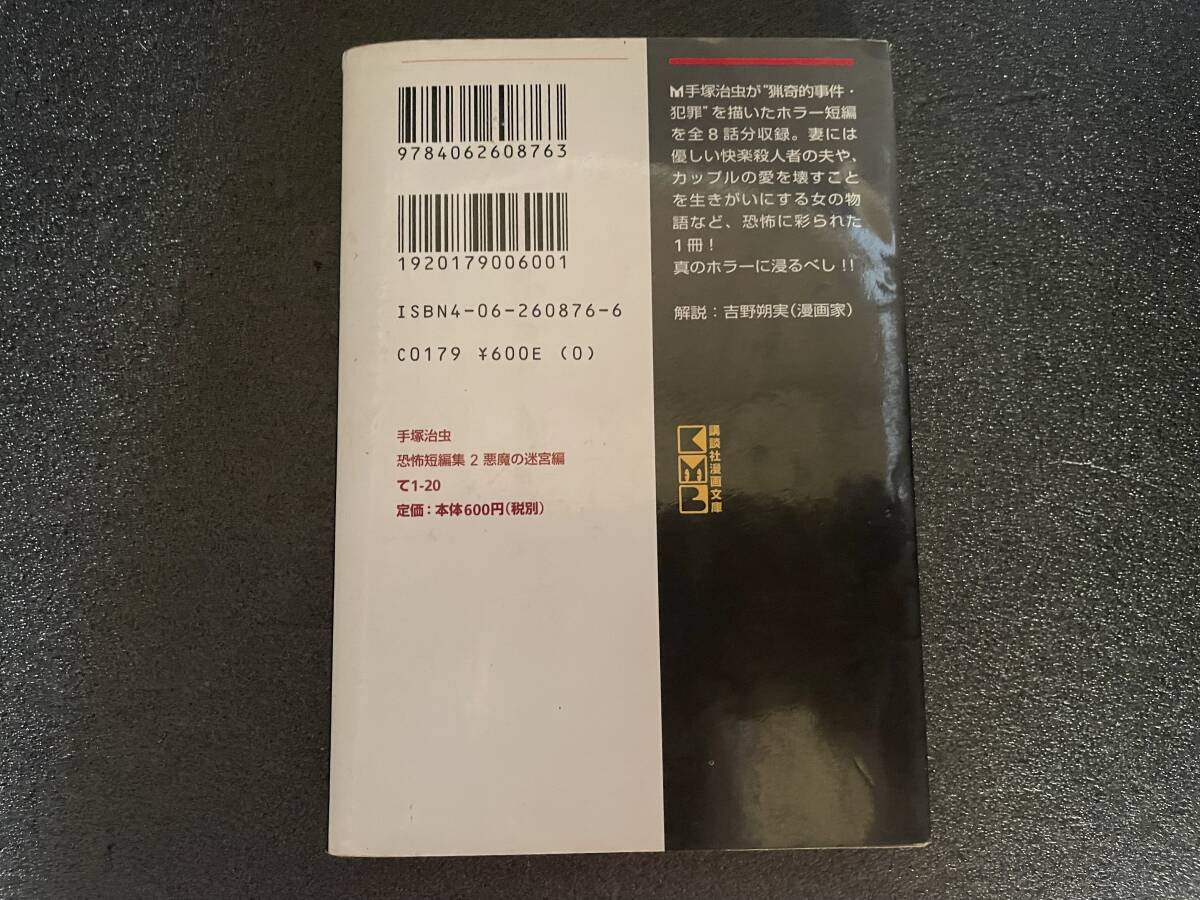 9784062608763
1920179006001
ISBN4-06-260876-6
C0179 ¥600E (0)
手塚治虫
恐怖短編集 2 悪魔の迷宮編
て1-20
定価：本体600円（税別）
M手塚治虫が“猟奇的事件・
犯罪”を描いたホラー短編
を全8話分収録。妻には
優しい快楽殺人者の夫や、
カップルの愛を壊すこと
を生きがいにする女の物
語など、恐怖に彩られた
1冊！
真のホラーに浸るべし!!
解説：吉野朔実（漫画家）
KMB
講談社漫画文庫